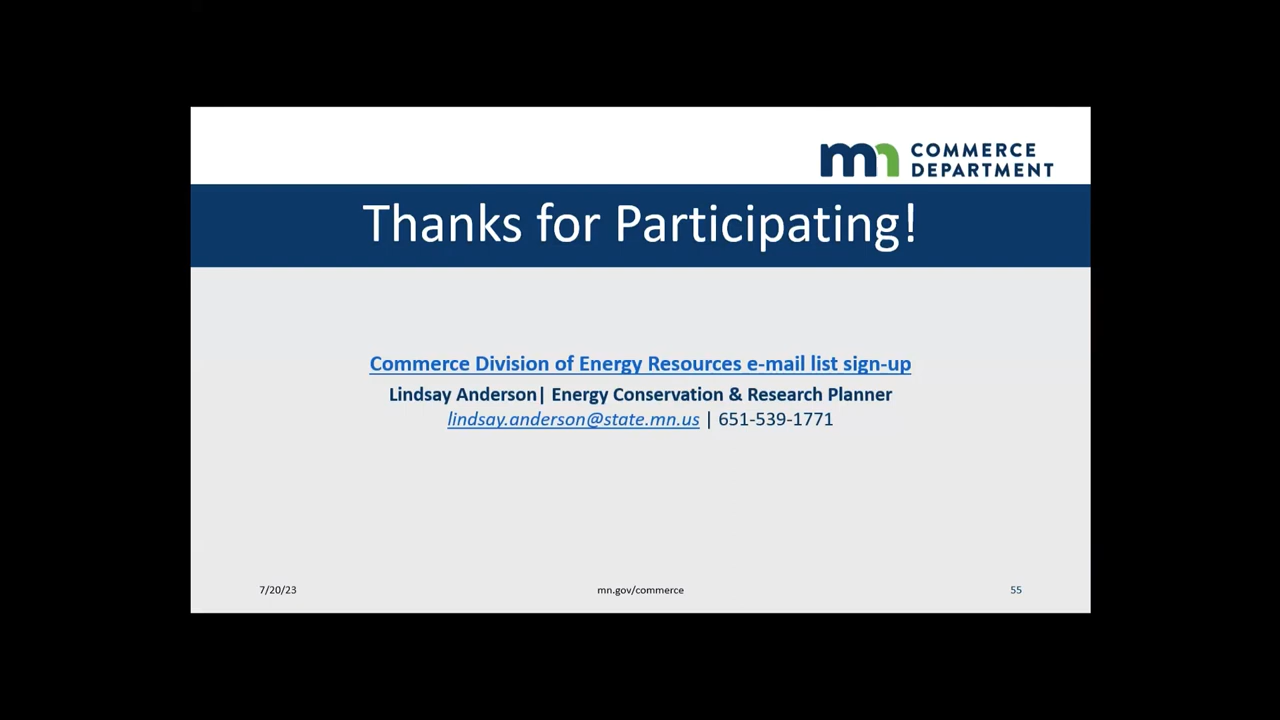 mn COMMERCE
DEPARTMENT
Thanks for Participating!
Commerce Division of Energy Resources e-mail list sign-up
Lindsay Anderson| Energy Conservation & Research Planner
lindsay.anderson@state.mn.us | 651-539-1771
7/20/23 mn.gov/commerce 55